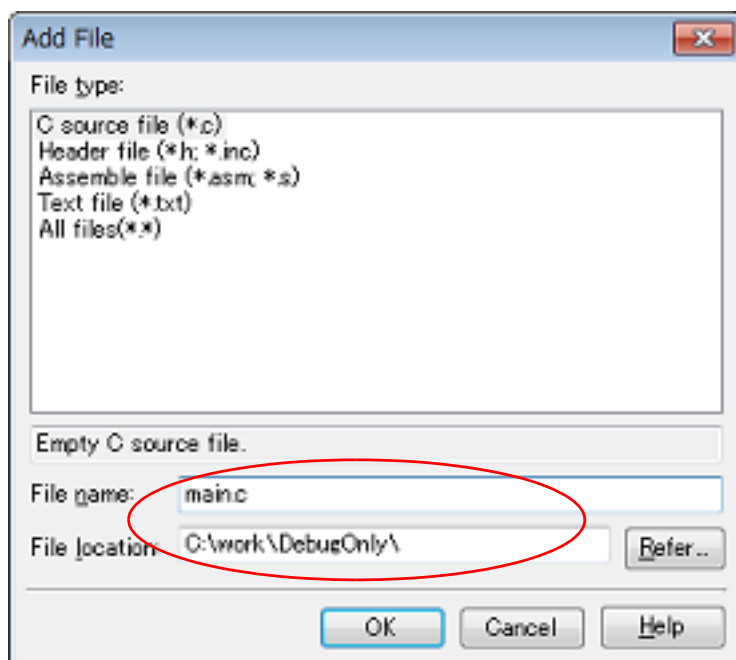 Add File
File type:
C source file (*.c)
Header file (*.h; *.inc)
Assemble file (*.asm; *.s)
Text file (*.txt)
All files(*.*)
Empty C source file.
File name: main.c
File location: C:\work\DebugOnly\ Refer...
OK Cancel Help